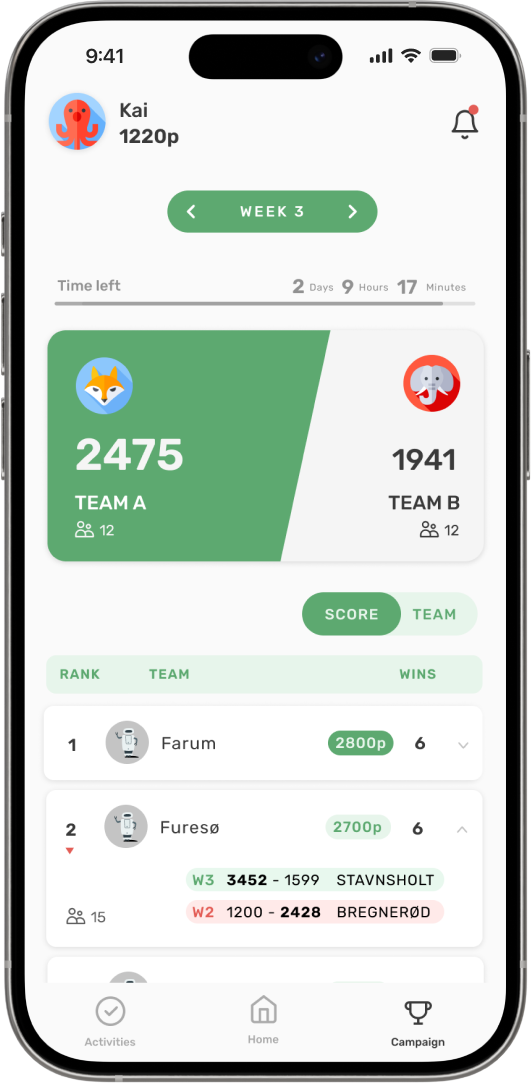 9:41
Kai
1220p
WEEK 3
Time left 2 Days 9 Hours 17 Minutes
2475 1941
TEAM A TEAM B
12 12
SCORE TEAM
RANK TEAM WINS
1 Farum 2800p 6
2 Furesø 2700p 6
W3 3452 - 1599 STAVNSHOLT
15 W2 1200 - 2428 BREGNERØD
Activities Home Campaign